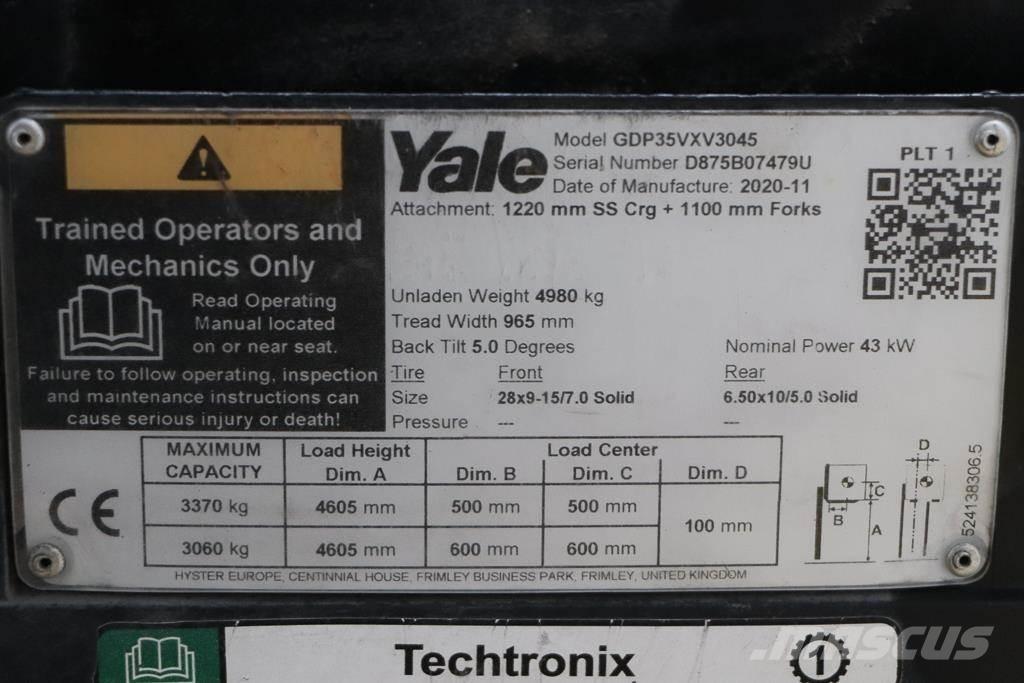 Yale
Model GDP35VXV3045
Serial Number D875B07479U
Date of Manufacture: 2020-11
PLT 1
Attachment: 1220 mm SS Crg + 1100 mm Forks
Trained Operators and
Mechanics Only
Read Operating
Manual located
on or near seat.
Failure to follow operating, inspection
and maintenance instructions can
cause serious injury or death!
Unladen Weight 4980 kg
Tread Width 965 mm
Back Tilt 5.0 Degrees Nominal Power 43 kW
Tire Front Rear
Size 28x9-15/7.0 Solid 6.50x10/5.0 Solid
Pressure --- ---
MAXIMUM CAPACITY Load Height Dim. A Load Center
Dim. B Dim. C Dim. D
3370 kg 4605 mm 500 mm 500 mm 100 mm
3060 kg 4605 mm 600 mm 600 mm
CE
D
C
B
A
524138306.5
HYSTER EUROPE, CENTINNIAL HOUSE, FRIMLEY BUSINESS PARK, FRIMLEY, UNITED KINGDOM
Techtronix
1
mascus